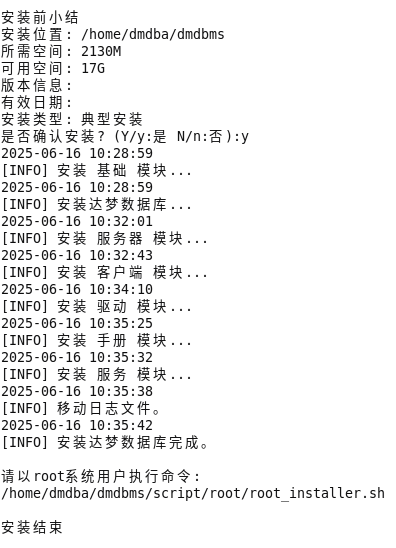 安装前小结
安装位置: /home/dmdba/dmdbms
所需空间: 2130M
可用空间: 17G
版本信息:
有效日期:
安装类型: 典型安装
是否确认安装? (Y/y:是 N/n:否):y
2025-06-16 10:28:59
[INFO] 安装 基础 模块...
2025-06-16 10:28:59
[INFO] 安装达梦数据库...
2025-06-16 10:32:01
[INFO] 安装 服务器 模块...
2025-06-16 10:32:43
[INFO] 安装 客户端 模块...
2025-06-16 10:34:10
[INFO] 安装 驱动 模块...
2025-06-16 10:35:25
[INFO] 安装 手册 模块...
2025-06-16 10:35:32
[INFO] 安装 服务 模块...
2025-06-16 10:35:38
[INFO] 移动日志文件。
2025-06-16 10:35:42
[INFO] 安装达梦数据库完成。
请以root系统用户执行命令:
/home/dmdba/dmdbms/script/root/root_installer.sh
安装结束